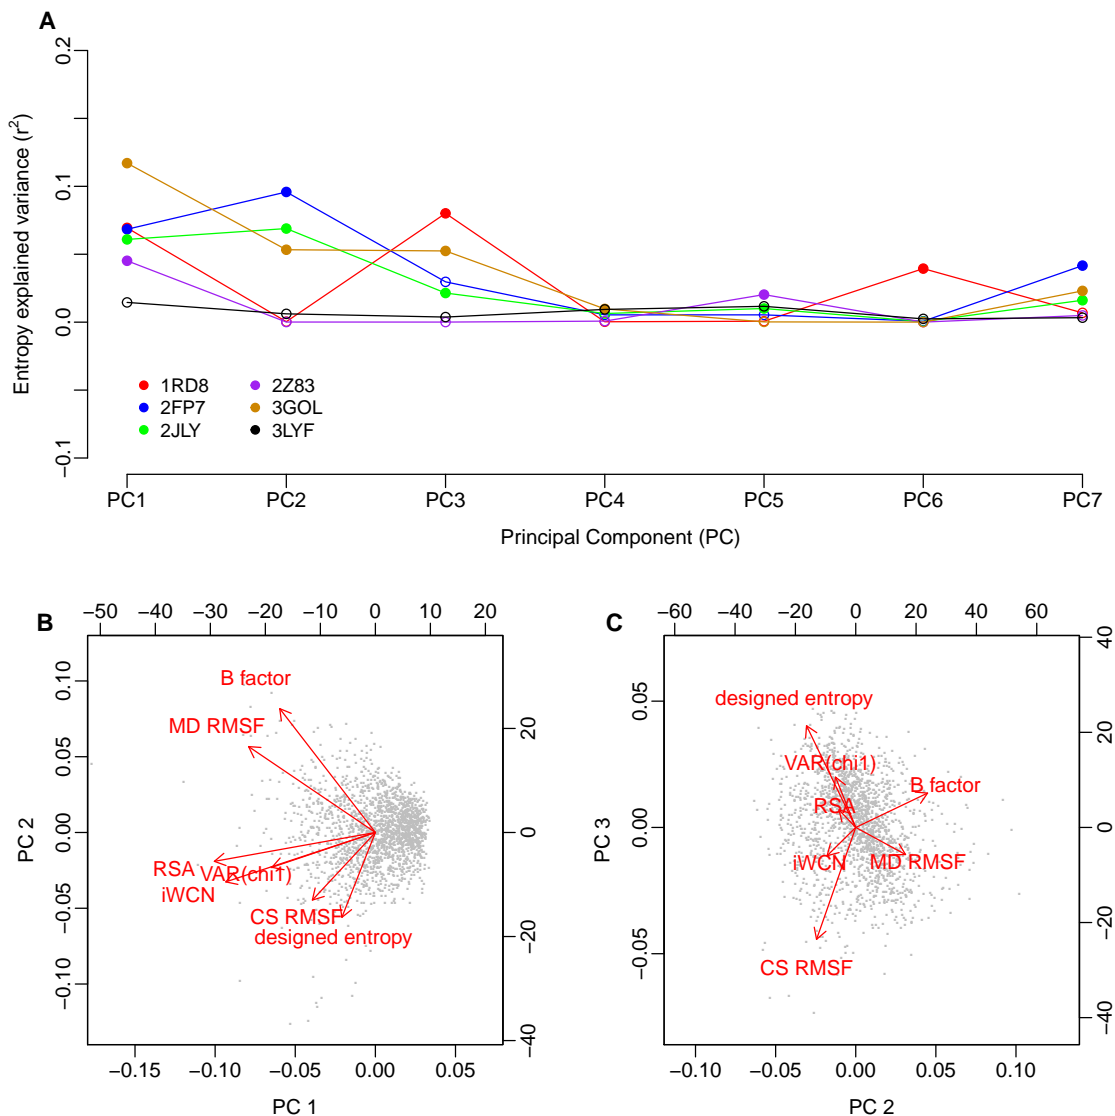 A
Entropy explained variance (r²)
0.2
0.1
0.0
−0.1
1RD8 2Z83
2FP7 3GOL
2JLY 3LYF
PC1 PC2 PC3 PC4 PC5 PC6 PC7
Principal Component (PC)
B
−50 −40 −30 −20 −10 0 10 20
PC 2
0.10
0.05
0.00
−0.05
−0.10
B factor
MD RMSF
RSA VAR(chi1)
iWCN
CS RMSF
designed entropy
20
0
−20
−40
−0.15 −0.10 −0.05 0.00 0.05
PC 1
C
−60 −40 −20 0 20 40 60
PC 3
0.05
0.00
−0.05
designed entropy
VAR(chi1)
B factor
RSA
iWCN MD RMSF
CS RMSF
40
20
0
−20
−40
−0.10 −0.05 0.00 0.05 0.10
PC 2